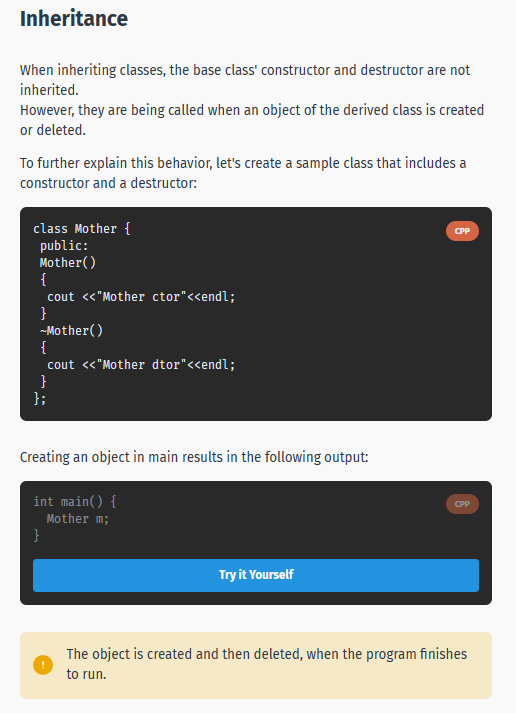 Inheritance
When inheriting classes, the base class' constructor and destructor are not
inherited.
However, they are being called when an object of the derived class is created
or deleted.
To further explain this behavior, let's create a sample class that includes a
constructor and a destructor:
CPP
class Mother {
 public:
 Mother()
 {
  cout <<"Mother ctor"<<endl;
 }
 ~Mother()
 {
  cout <<"Mother dtor"<<endl;
 }
};
Creating an object in main results in the following output:
CPP
int main() {
  Mother m;
}
Try it Yourself
!
The object is created and then deleted, when the program finishes
to run.